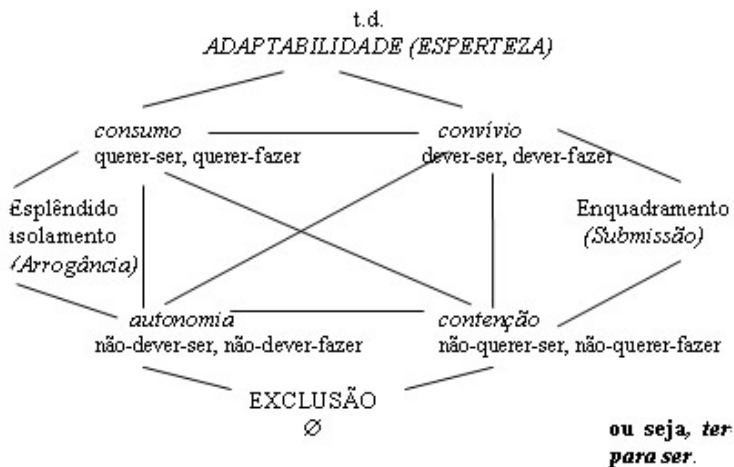 t.d.
ADAPTABILIDADE (ESPERTEZA)
consumo convívio
querer-ser, querer-fazer dever-ser, dever-fazer
Esplêndido Enquadramento
isolamento (Submissão)
(Arrogância)
autonomia contenção
não-dever-ser, não-dever-fazer não-querer-ser, não-querer-fazer
EXCLUSÃO
Ø
ou seja, ter
para ser.